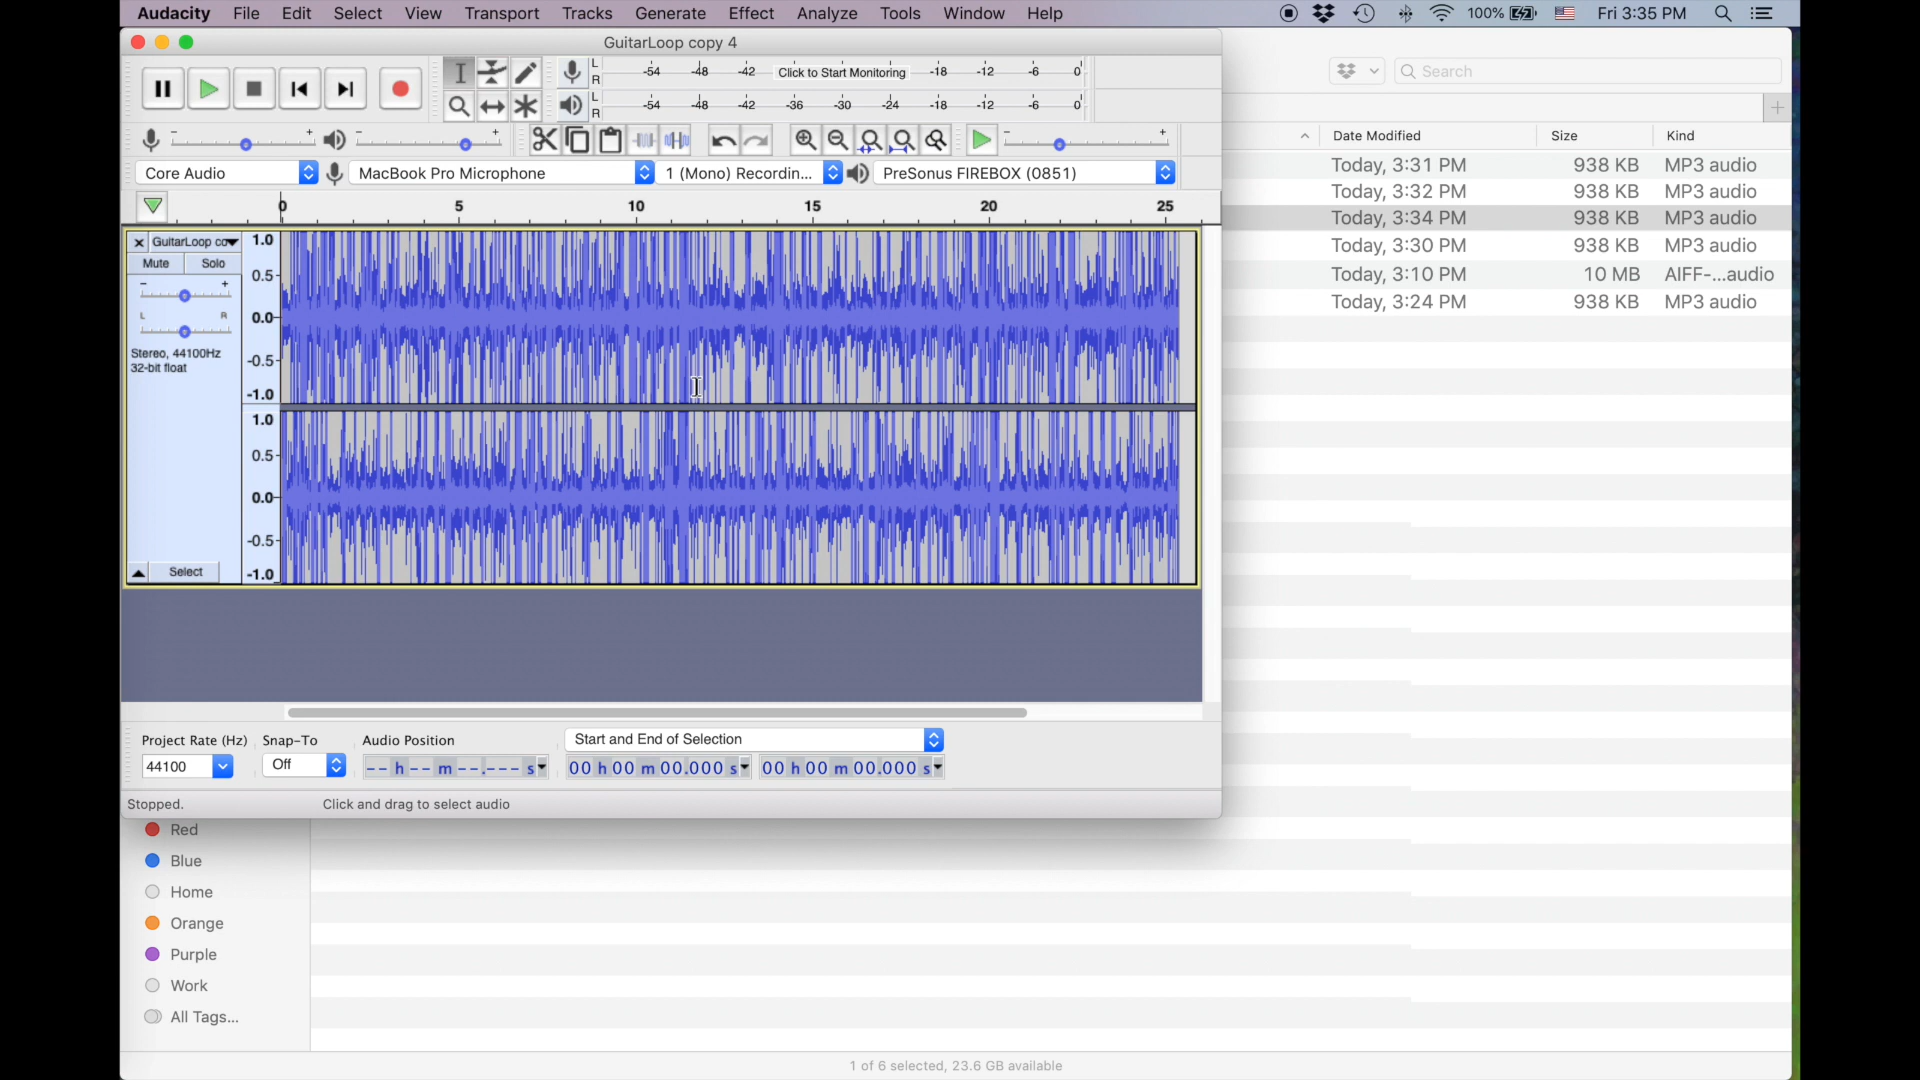 Audacity File Edit Select View Transport Tracks Generate Effect Analyze Tools Window Help 100% Fri 3:35 PM
GuitarLoop copy 4
L R -54 -48 -42 Click to Start Monitoring -18 -12 -6 0
Search
L R -54 -48 -42 -36 -30 -24 -18 -12 -6 0
- + - + - +
Date Modified Size Kind
Core Audio MacBook Pro Microphone 1 (Mono) Recordin... PreSonus FIREBOX (0851)
Today, 3:31 PM 938 KB MP3 audio
Today, 3:32 PM 938 KB MP3 audio
0 5 10 15 20 25
Today, 3:34 PM 938 KB MP3 audio
Today, 3:30 PM 938 KB MP3 audio
Today, 3:10 PM 10 MB AIFF-...audio
Today, 3:24 PM 938 KB MP3 audio
GuitarLoop co
Mute Solo
- +
L R
Stereo, 44100Hz
32-bit float
Select
1.0
0.5
0.0
-0.5
-1.0
1.0
0.5
0.0
-0.5
-1.0
Project Rate (Hz) Snap-To Audio Position Start and End of Selection
44100 Off -- h -- m --.--- s 00 h 00 m 00.000 s 00 h 00 m 00.000 s
Stopped. Click and drag to select audio
Red
Blue
Home
Orange
Purple
Work
All Tags...
1 of 6 selected, 23.6 GB available